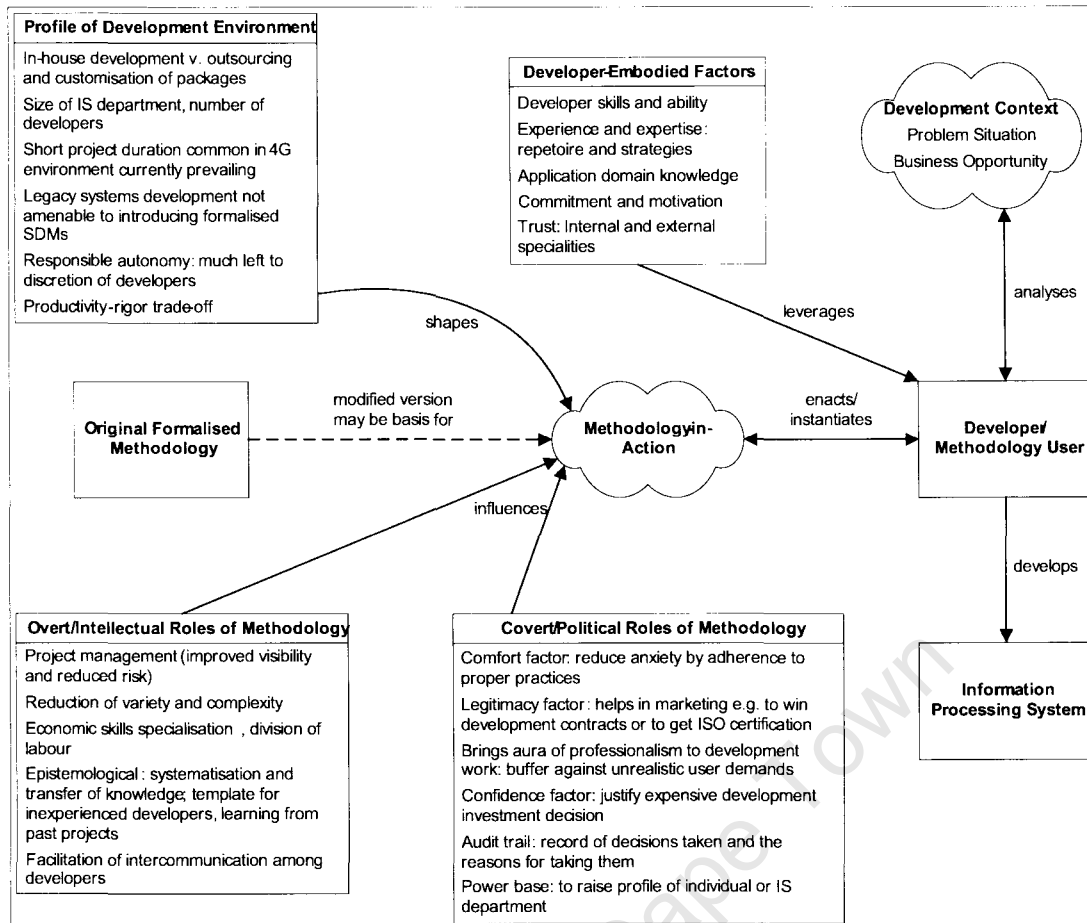 Profile of Development Environment
In-house development v. outsourcing
and customisation of packages
Size of IS department, number of
developers
Short project duration common in 4G
environment currently prevailing
Legacy systems development not
amenable to introducing formalised
SDMs
Responsible autonomy: much left to
discretion of developers
Productivity-rigor trade-off
Developer-Embodied Factors
Developer skills and ability
Experience and expertise:
repetoire and strategies
Application domain knowledge
Commitment and motivation
Trust: Internal and external
specialities
Development Context
Problem Situation
Business Opportunity
shapes
leverages
analyses
Original Formalised
Methodology
modified version
may be basis for
Methodology-in-
Action
enacts/
instantiates
Developer/
Methodology User
influences
develops
Overt/Intellectual Roles of Methodology
Project management (improved visibility
and reduced risk)
Reduction of variety and complexity
Economic skills specialisation , division of
labour
Epistemological : systematisation and
transfer of knowledge; template for
inexperienced developers, learning from
past projects
Facilitation of intercommunication among
developers
Covert/Political Roles of Methodology
Comfort factor: reduce anxiety by adherence to
proper practices
Legitimacy factor : helps in marketing e.g. to win
development contracts or to get ISO certification
Brings aura of professionalism to development
work: buffer against unrealistic user demands
Confidence factor: justify expensive development
investment decision
Audit trail: record of decisions taken and the
reasons for taking them
Power base: to raise profile of individual or IS
department
Information
Processing System
Cape Town